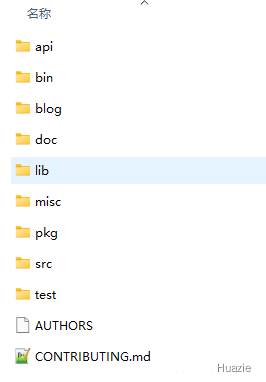 名称
api
bin
blog
doc
lib
misc
pkg
src
test
AUTHORS
CONTRIBUTING.md
Huazie